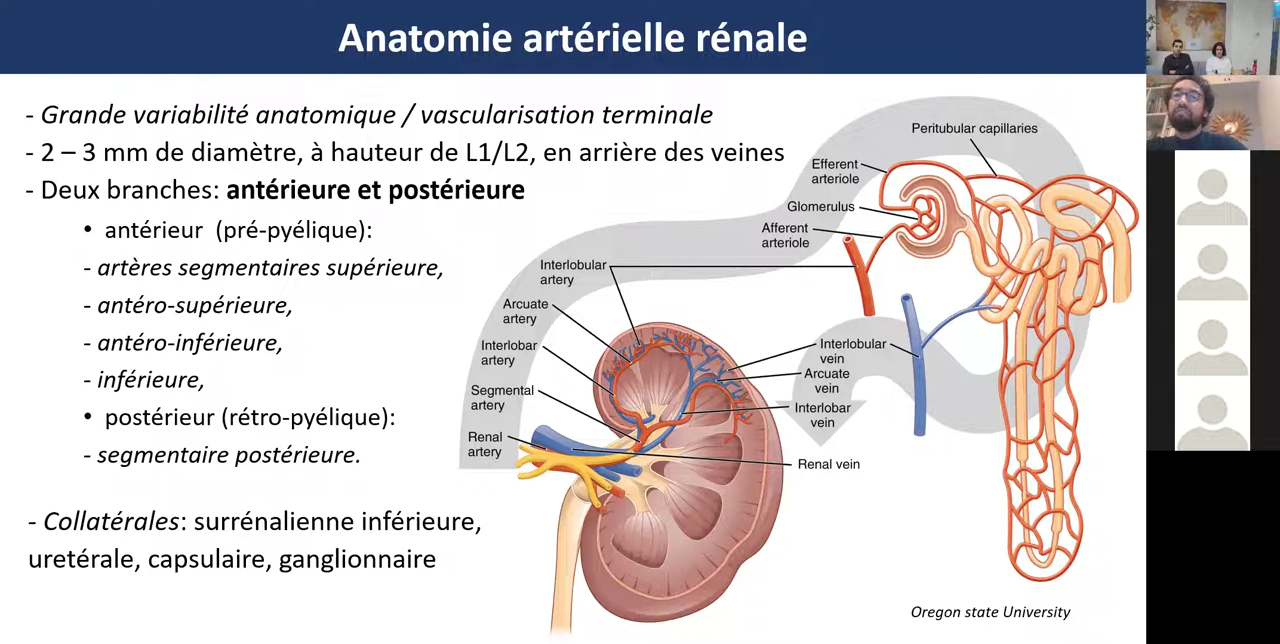 Anatomie artérielle rénale
- Grande variabilité anatomique / vascularisation terminale
- 2 – 3 mm de diamètre, à hauteur de L1/L2, en arrière des veines
- Deux branches: antérieure et postérieure
• antérieur (pré-pyélique):
- artères segmentaires supérieure,
- antéro-supérieure,
- antéro-inférieure,
- inférieure,
• postérieur (rétro-pyélique):
- segmentaire postérieure.
- Collatérales: surrénalienne inférieure,
uretérale, capsulaire, ganglionnaire
Peritubular capillaries
Efferent
arteriole
Glomerulus
Afferent
arteriole
Interlobular
artery
Arcuate
artery
Interlobar
artery
Segmental
artery
Renal
artery
Interlobular
vein
Arcuate
vein
Interlobar
vein
Renal vein
Oregon state University